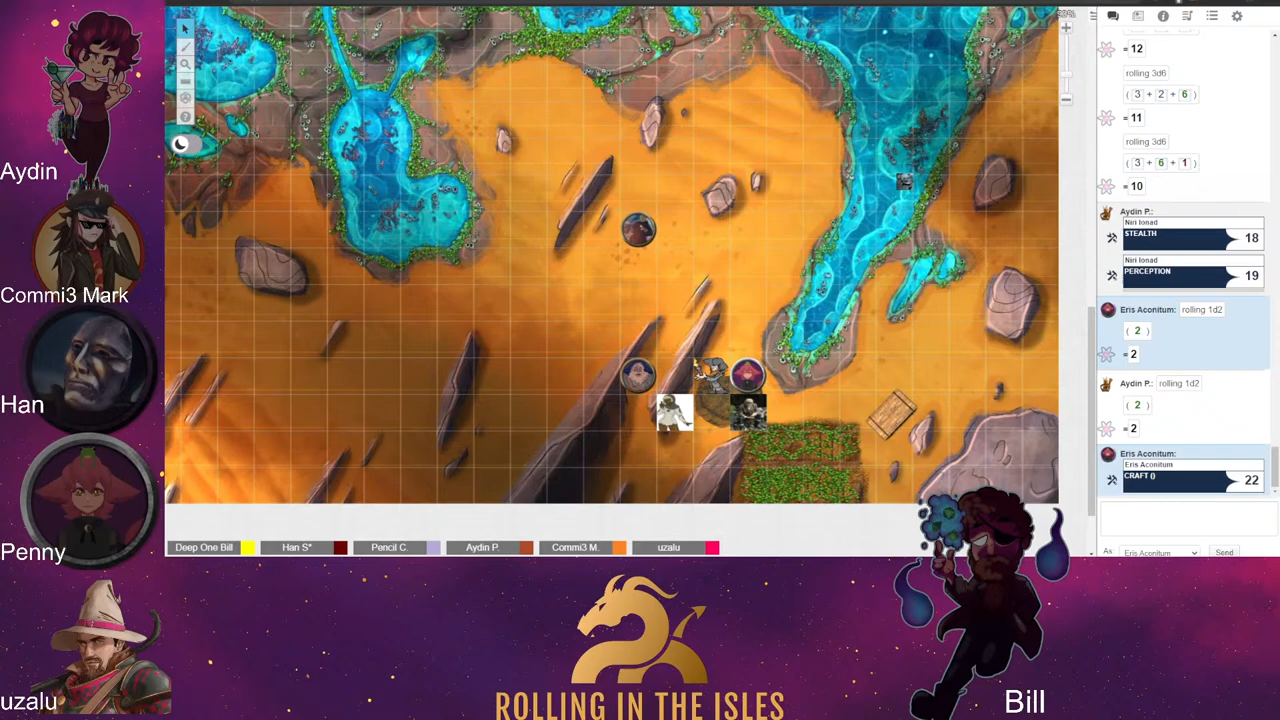 Aydin
Commi3 Mark
Han
Penny
uzalu
= 12
rolling 3d6
( 3 + 2 + 6 )
= 11
rolling 3d6
( 3 + 6 + 1 )
= 10
Aydin P.:
Niri Ionad
STEALTH
18
Niri Ionad
PERCEPTION
19
Eris Aconitum: rolling 1d2
( 2 )
= 2
Aydin P.: rolling 1d2
( 2 )
= 2
Eris Aconitum:
Eris Aconitum
CRAFT ()
22
As: Eris Aconitum Send
Deep One Bill
Han S*
Pencil C.
Aydin P.
Commi3 M.
uzalu
ROLLING IN THE ISLES
Bill